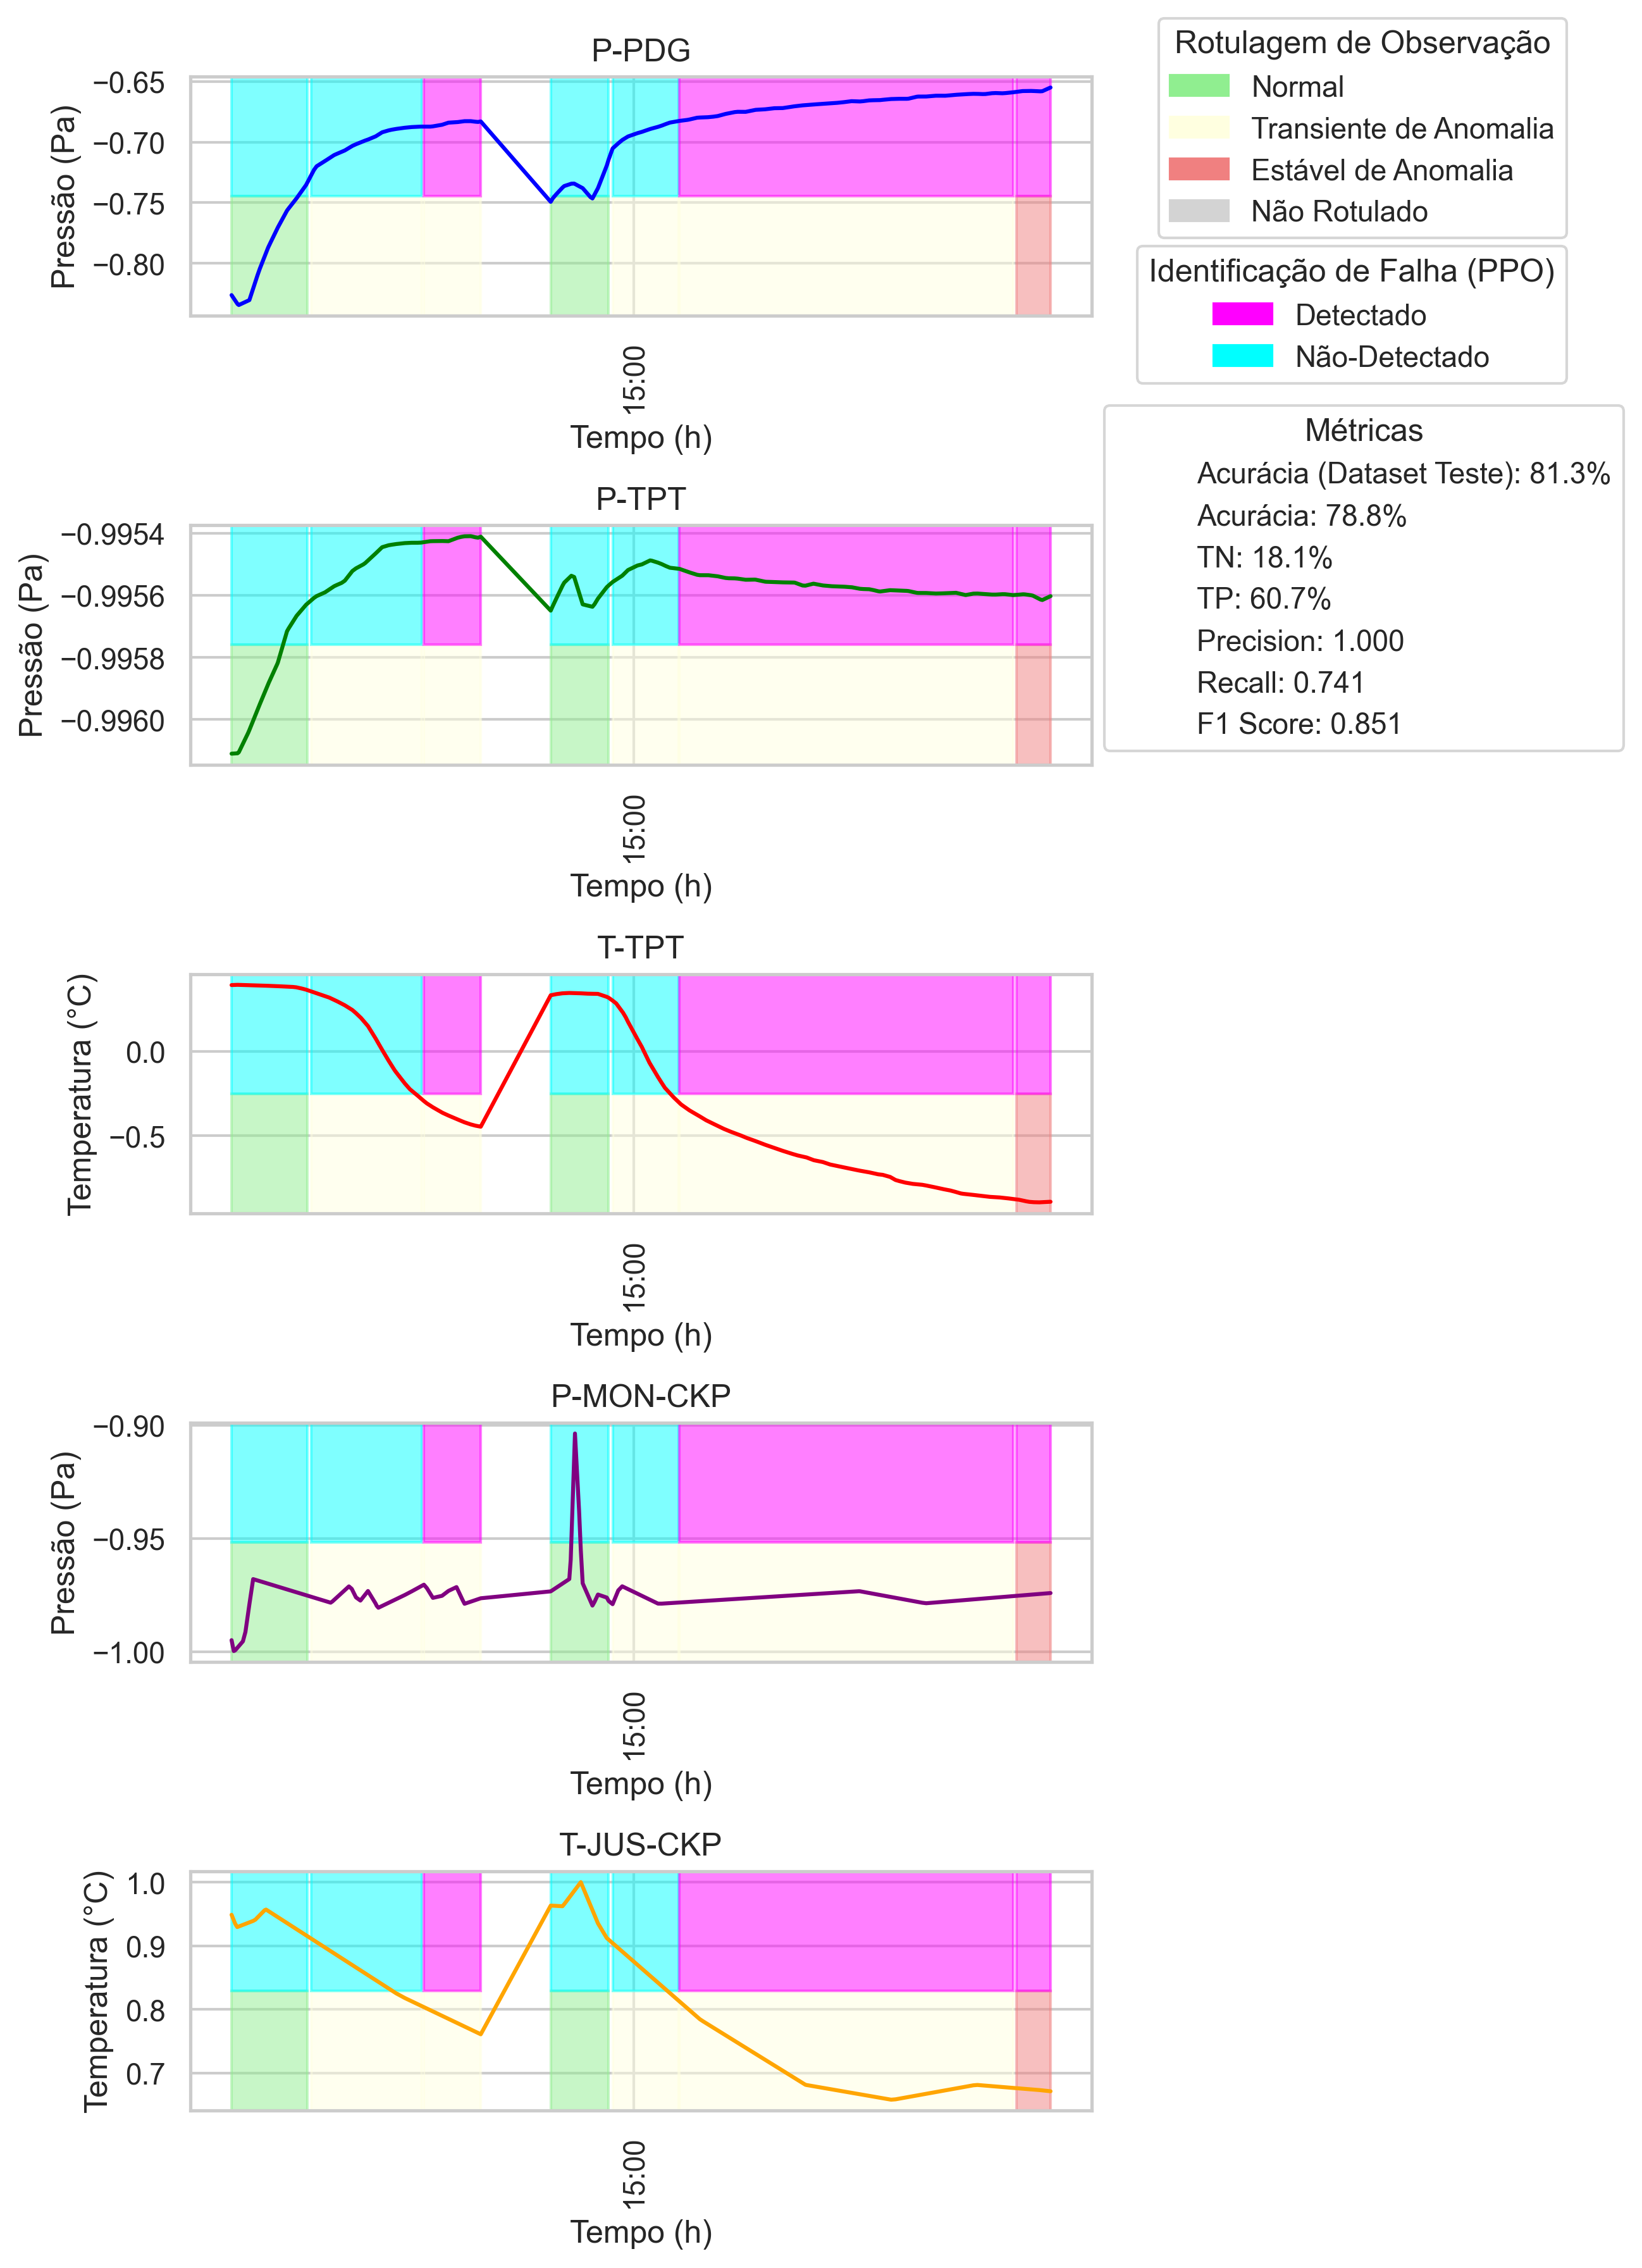 P-PDG
Pressão (Pa)
−0.65
−0.70
−0.75
−0.80
15:00
Tempo (h)
Rotulagem de Observação
Normal
Transiente de Anomalia
Estável de Anomalia
Não Rotulado
Identificação de Falha (PPO)
Detectado
Não-Detectado
Métricas
Acurácia (Dataset Teste): 81.3%
Acurácia: 78.8%
TN: 18.1%
TP: 60.7%
Precision: 1.000
Recall: 0.741
F1 Score: 0.851
P-TPT
Pressão (Pa)
−0.9954
−0.9956
−0.9958
−0.9960
15:00
Tempo (h)
T-TPT
Temperatura (°C)
0.0
−0.5
15:00
Tempo (h)
P-MON-CKP
Pressão (Pa)
−0.90
−0.95
−1.00
15:00
Tempo (h)
T-JUS-CKP
Temperatura (°C)
1.0
0.9
0.8
0.7
15:00
Tempo (h)